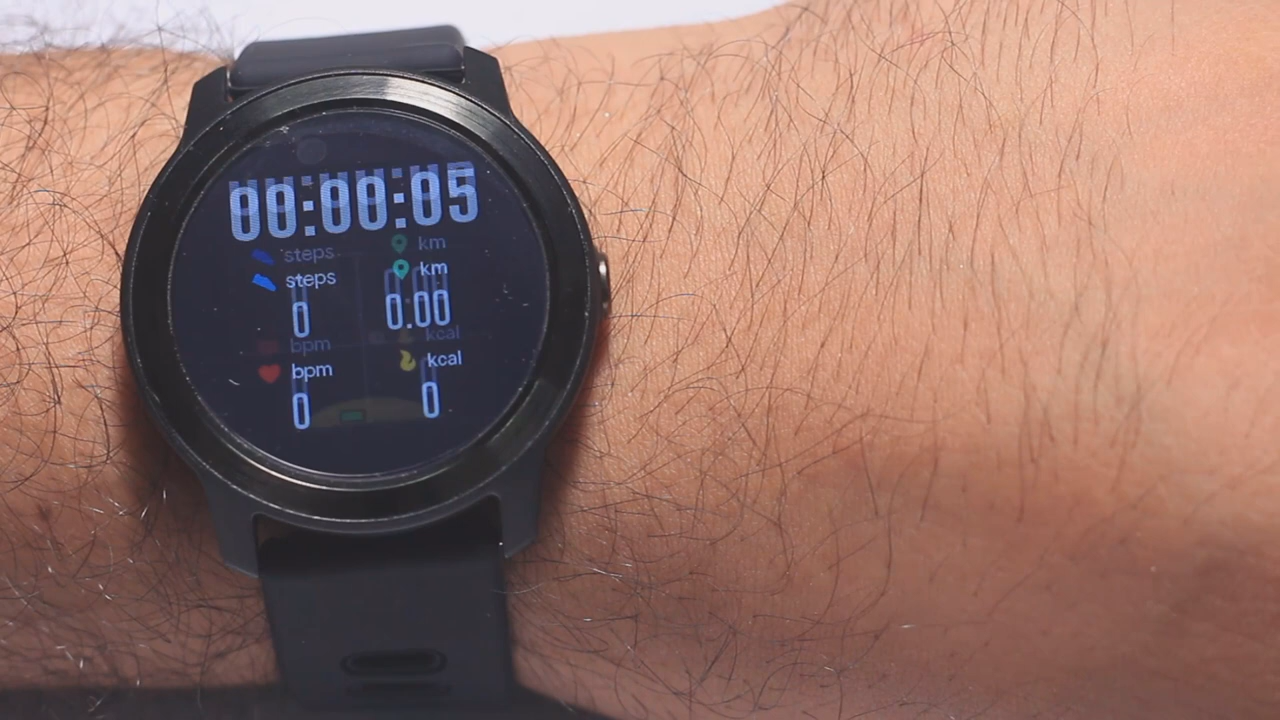 00:00:05
steps km
steps km
0 0.00
bpm kcal
bpm kcal
0 0